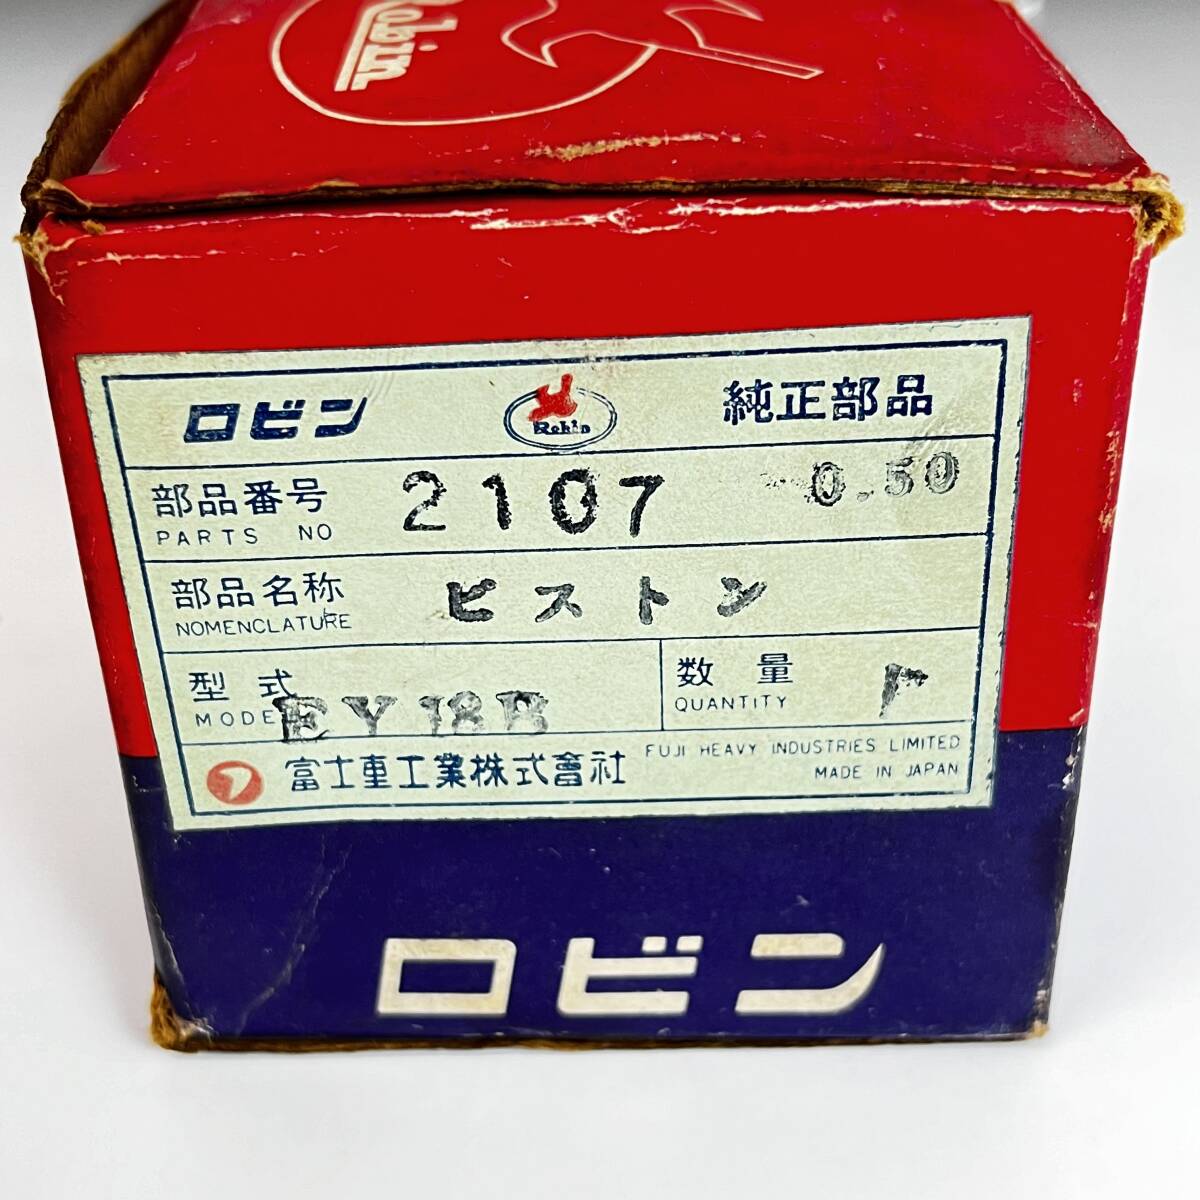 Robin
ロビン Robin 純正部品
部品番号 2107 0.50
PARTS NO
部品名称 ピストン
NOMENCLATURE
型式 EY18B 数量
MODEL QUANTITY
富士重工業株式會社 FUJI HEAVY INDUSTRIES LIMITED
MADE IN JAPAN
ロビン